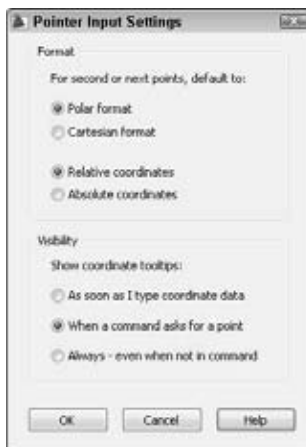 Pointer Input Settings
Format
For second or next points, default to:
Polar format
Cartesian format
Relative coordinates
Absolute coordinates
Visibility
Show coordinate tooltips:
As soon as I type coordinate data
When a command asks for a point
Always - even when not in command
OK
Cancel
Help